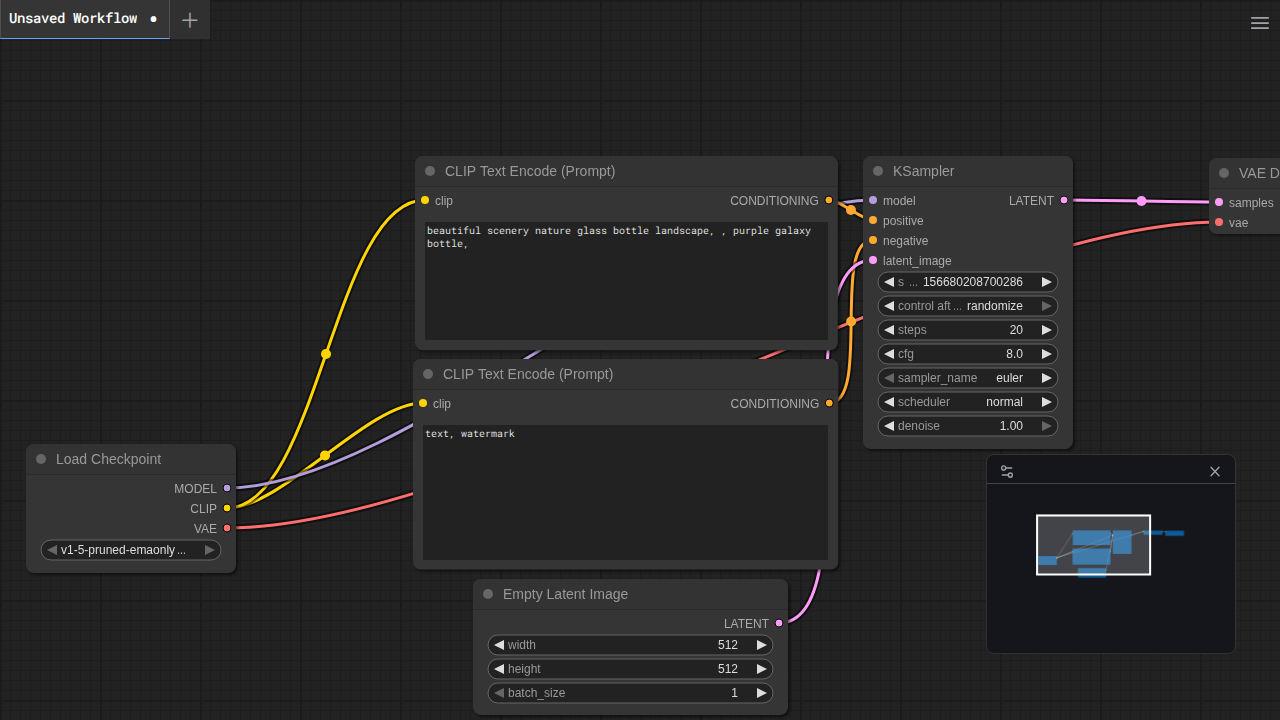 Unsaved Workflow
CLIP Text Encode (Prompt)
clip
CONDITIONING
beautiful scenery nature glass bottle landscape, , purple galaxy
bottle,
KSampler
model
LATENT
positive
negative
latent_image
s ... 156680208700286
control aft ... randomize
steps 20
cfg 8.0
sampler_name euler
scheduler normal
denoise 1.00
VAE D
samples
vae
CLIP Text Encode (Prompt)
clip
CONDITIONING
text, watermark
Load Checkpoint
MODEL
CLIP
VAE
v1-5-pruned-emaonly ...
Empty Latent Image
LATENT
width 512
height 512
batch_size 1